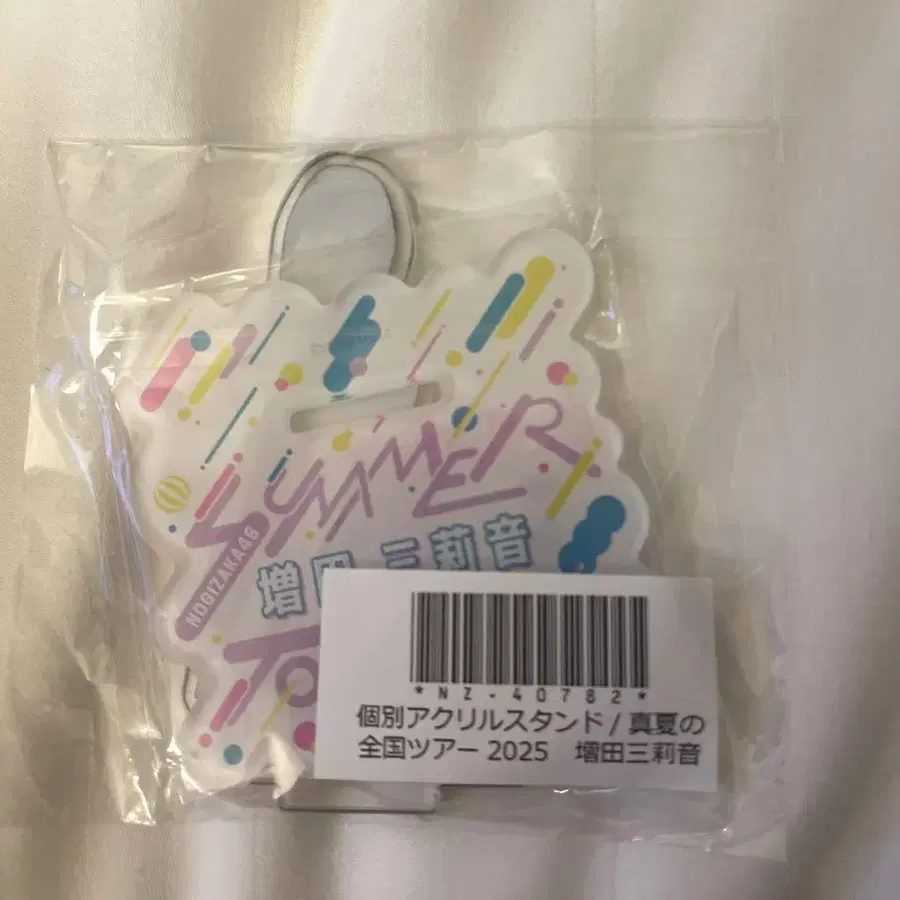 SUMMER
NOGIZAKA46
増田 三莉音
TO
*NZ-40782*
個別アクリルスタンド / 真夏の
全国ツアー 2025　増田三莉音